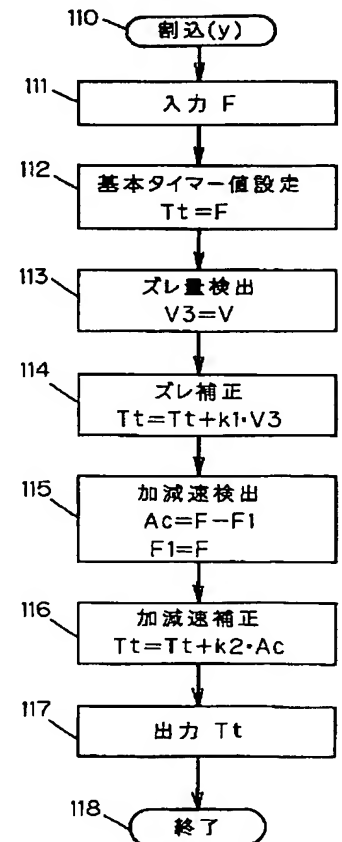 110
割込(y)
111
入力 F
112
基本タイマー値設定
Tt=F
113
ズレ量検出
V3=V
114
ズレ補正
Tt=Tt+k1・V3
115
加減速検出
Ac=F-F1
F1=F
116
加減速補正
Tt=Tt+k2・Ac
117
出力 Tt
118
終了